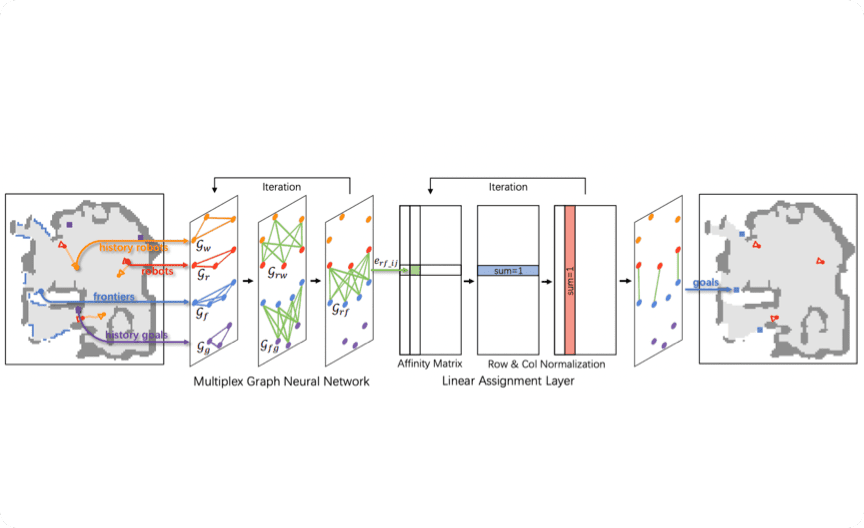 Iteration
Iteration
history robots
robots
frontiers
history goals
𝒢w
𝒢r
𝒢f
𝒢g
𝒢rw
𝒢fg
𝒢rf
e_rf_ij
sum=1
sum=1
goals
Affinity Matrix
Row & Col Normalization
Multiplex Graph Neural Network
Linear Assignment Layer